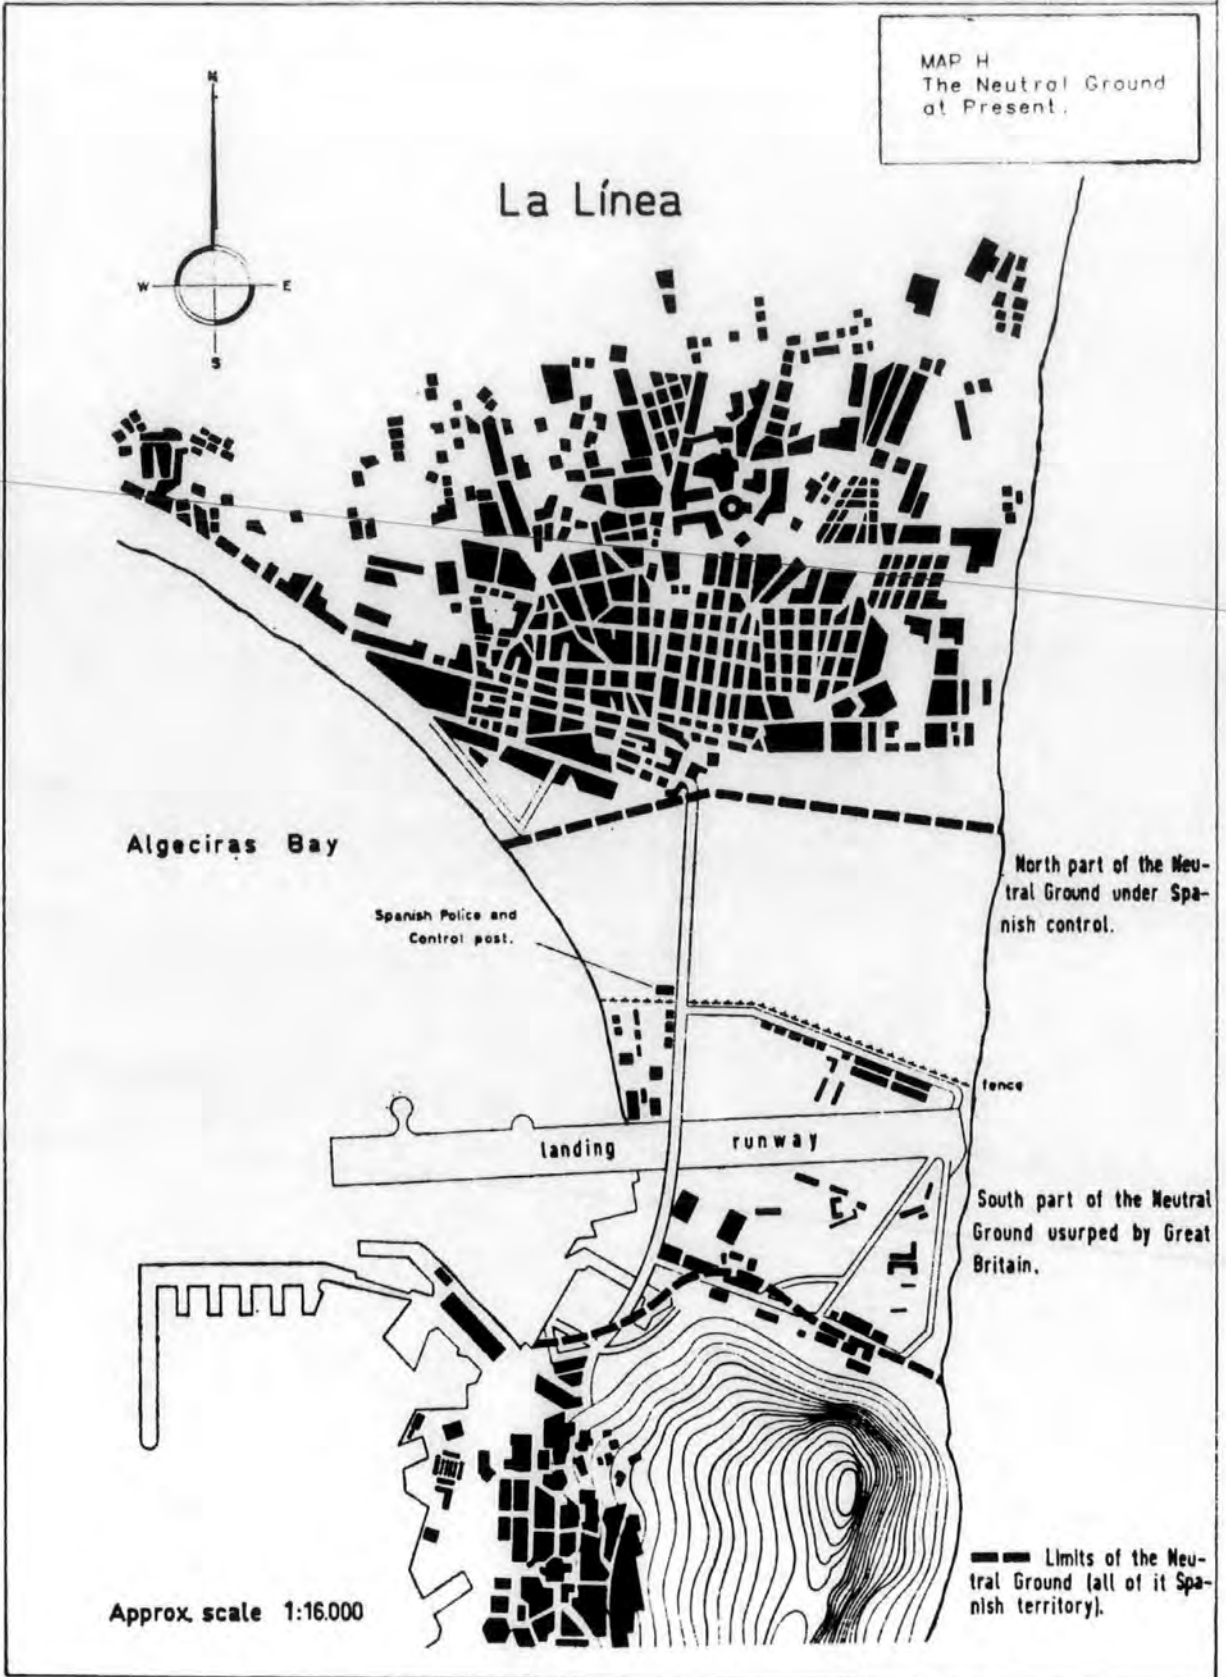 MAP H
The Neutral Ground
at Present.
N
W
E
S
La Línea
Algeciras Bay
Spanish Police and
Control post.
North part of the Neu-
tral Ground under Spa-
nish control.
fence
landing runway
South part of the Neutral
Ground usurped by Great
Britain.
Limits of the Neu-
tral Ground (all of it Spa-
nish territory).
Approx. scale 1:16.000